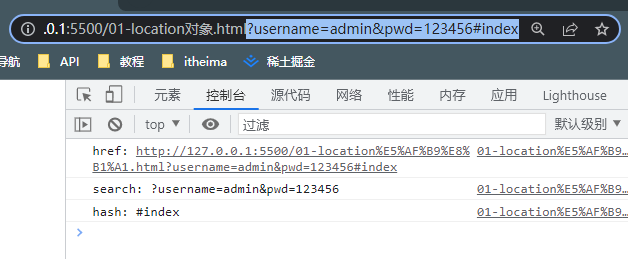 .0.1:5500/01-location对象.html?username=admin&pwd=123456#index
导航 API 教程 itheima 稀土掘金
元素 控制台 源代码 网络 性能 内存 应用 Lighthouse
top 过滤 默认级别
href: http://127.0.0.1:5500/01-location%E5%AF%B9%E8% 01-location%E5%AF%B9…
B1%A1.html?username=admin&pwd=123456#index
search: ?username=admin&pwd=123456 01-location%E5%AF%B9…
hash: #index 01-location%E5%AF%B9…